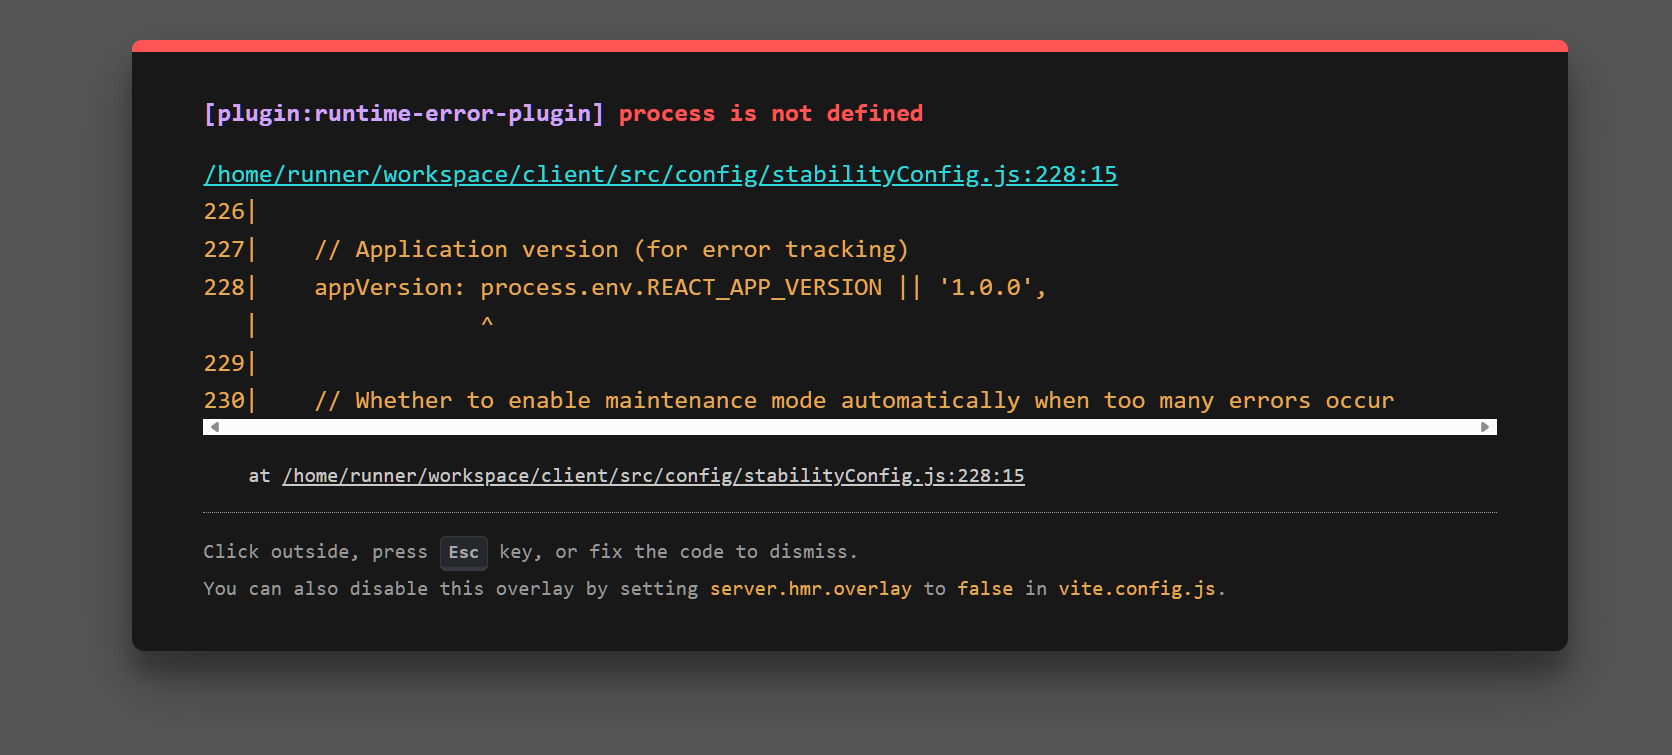 [plugin:runtime-error-plugin] process is not defined
/home/runner/workspace/client/src/config/stabilityConfig.js:228:15
226|
227|    // Application version (for error tracking)
228|    appVersion: process.env.REACT_APP_VERSION || '1.0.0',
   |                ^
229|
230|    // Whether to enable maintenance mode automatically when too many errors occur
at /home/runner/workspace/client/src/config/stabilityConfig.js:228:15
Click outside, press Esc key, or fix the code to dismiss.
You can also disable this overlay by setting server.hmr.overlay to false in vite.config.js.